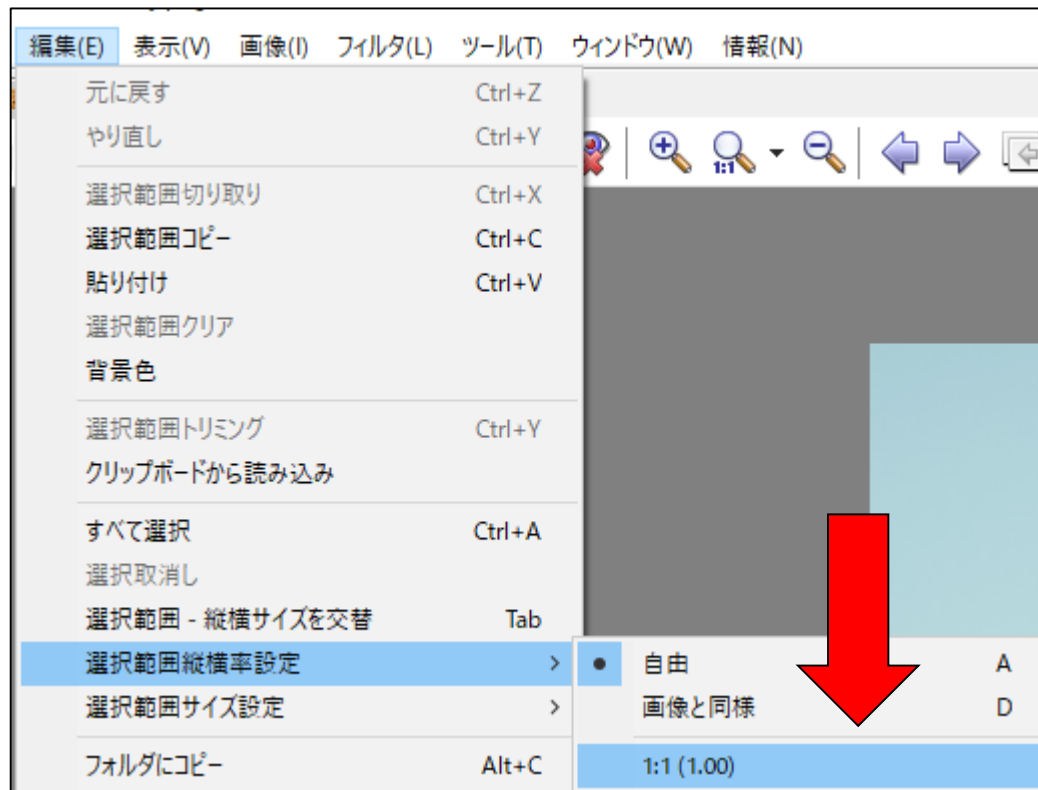 編集(E) 表示(V) 画像(I) フィルタ(L) ツール(T) ウィンドウ(W)情報(N)
元に戻す Ctrl+Z
やり直し Ctrl+Y
1:1
選択範囲切り取り Ctrl+X
選択範囲コピー Ctrl+C
貼り付け Ctrl+V
選択範囲クリア
背景色
選択範囲トリミング Ctrl+Y
クリップボードから読み込み
すべて選択 Ctrl+A
選択取消し
選択範囲 - 縦横サイズを交替 Tab
選択範囲縦横率設定 >
自由 A
選択範囲サイズ設定 >
画像と同様 D
フォルダにコピー Alt+C
1:1 (1.00)